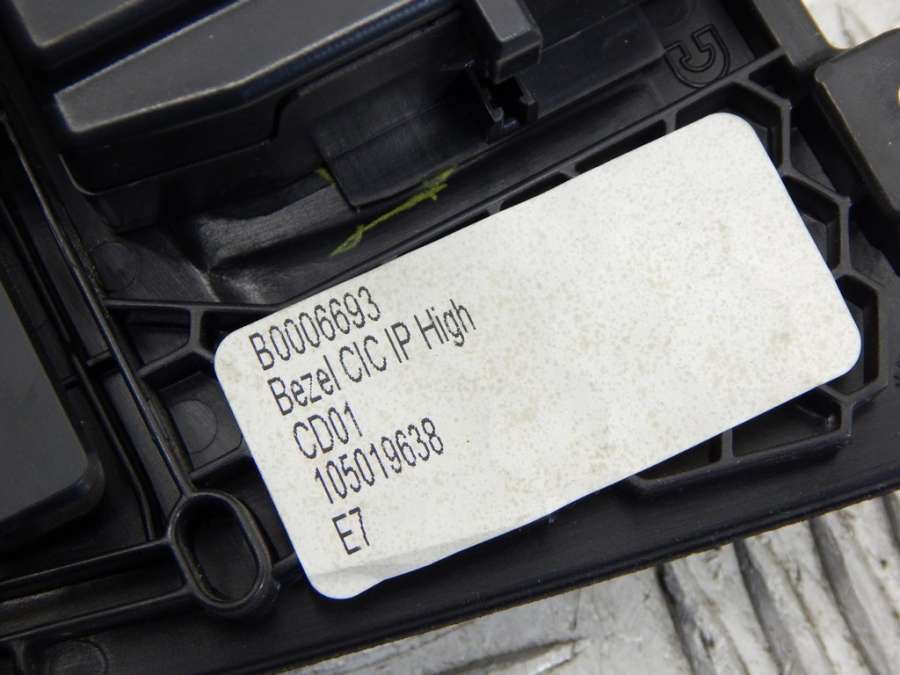 G
B0006693
Bezel CIC IP High
CD01
105019638
E7